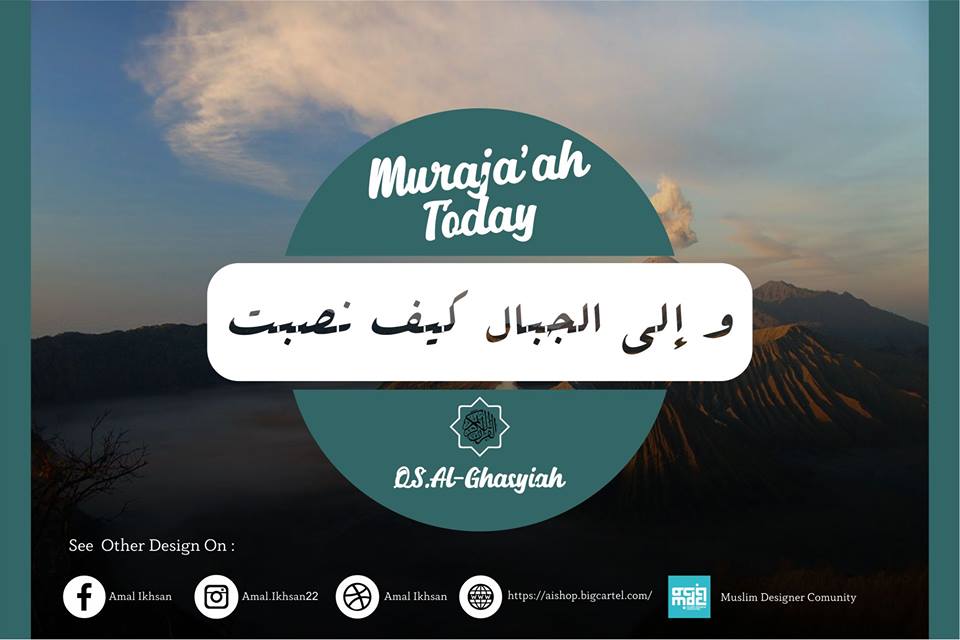 Muraja'ah
Today
و إلى الجبال كيف نصبت
QS.Al-Ghasyiah
See Other Design On :
Amal Ikhsan
Amal.Ikhsan22
Amal Ikhsan
https://aishop.bigcartel.com/
Muslim Designer Comunity